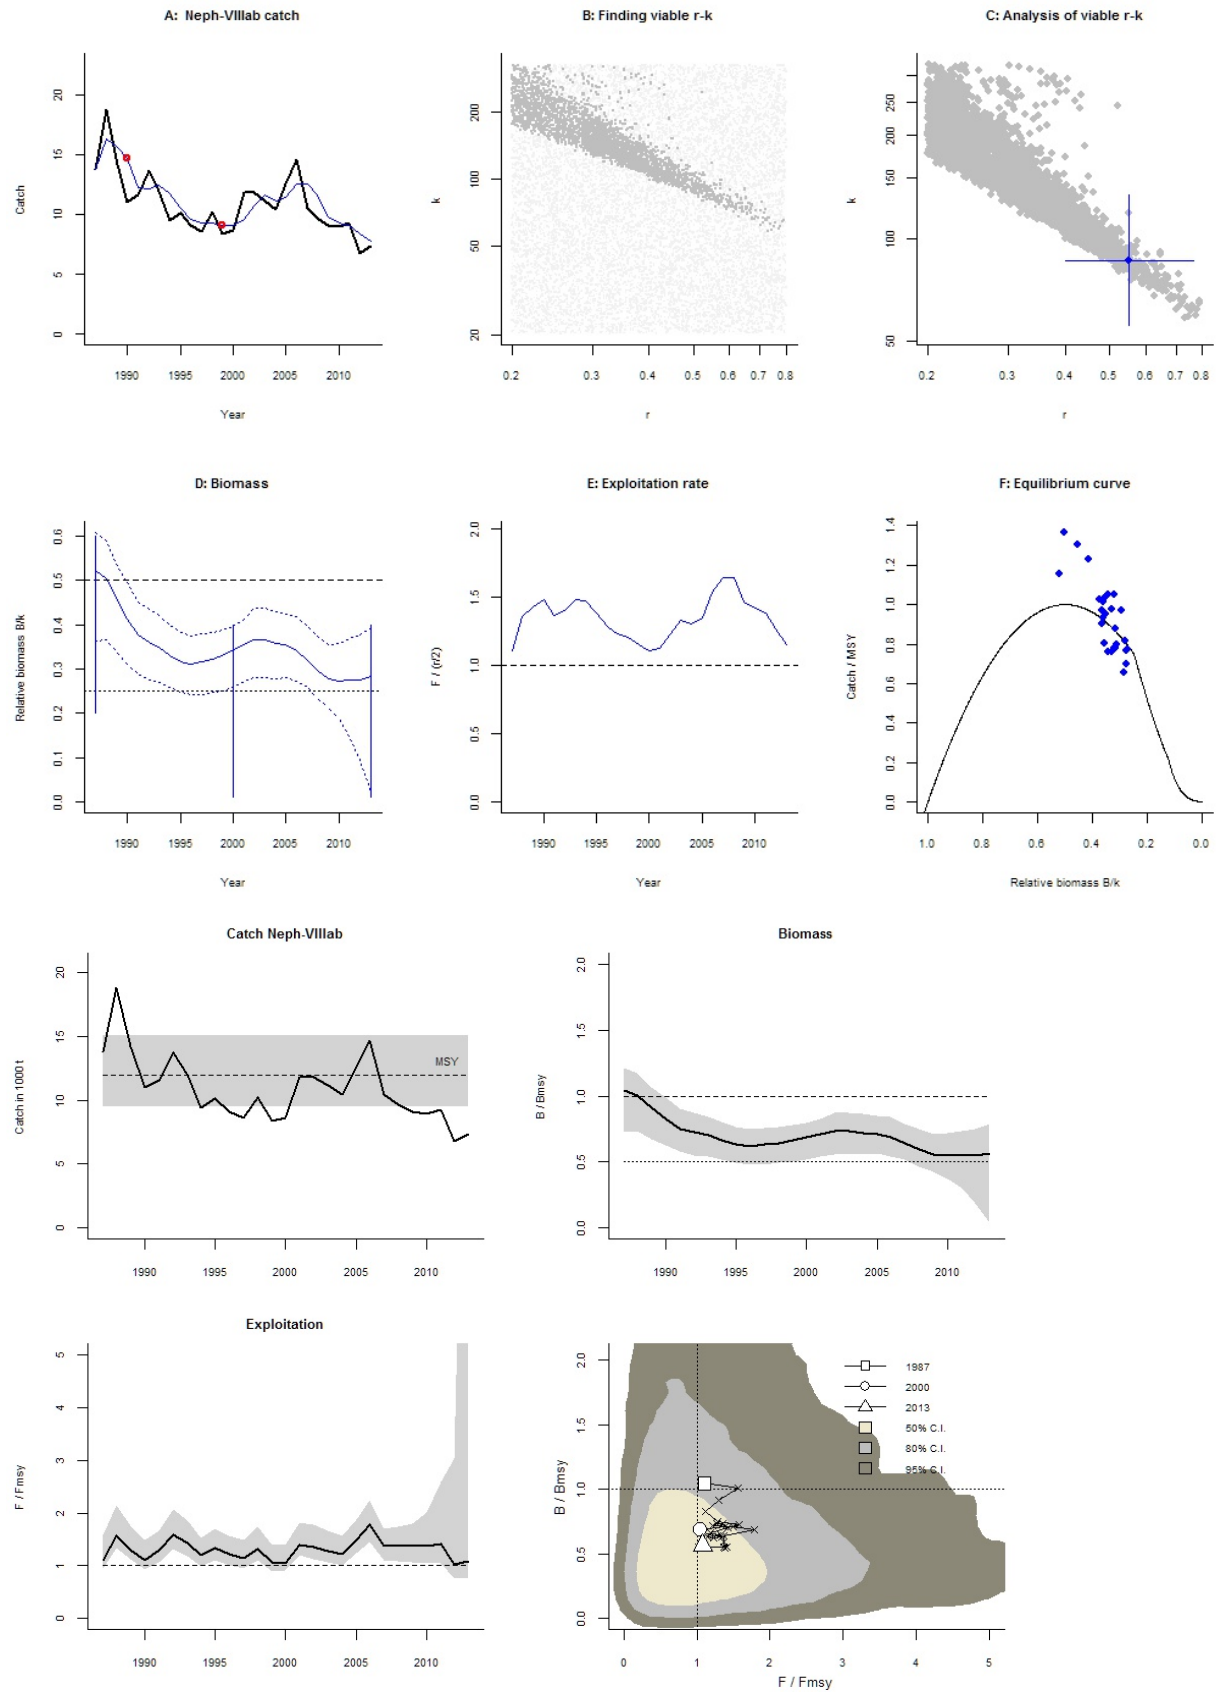 A: Neph-VIIIab catch
B: Finding viable r-k
C: Analysis of viable r-k
Catch
0 5 10 15 20
1990 1995 2000 2005 2010
Year
k
20 50 100 200
0.2 0.3 0.4 0.5 0.6 0.7 0.8
r
k
50 100 150 200 250
0.2 0.3 0.4 0.5 0.6 0.7 0.8
r
D: Biomass
E: Exploitation rate
F: Equilibrium curve
Relative biomass B/k
0.0 0.1 0.2 0.3 0.4 0.5 0.6
1990 1995 2000 2005 2010
Year
F / (r/2)
0.0 0.5 1.0 1.5 2.0
1990 1995 2000 2005 2010
Year
Catch / MSY
0.0 0.2 0.4 0.6 0.8 1.0 1.2 1.4
1.0 0.8 0.6 0.4 0.2 0.0
Relative biomass B/k
Catch Neph-VIIIab
Biomass
Catch in 1000 t
0 5 10 15 20
MSY
1990 1995 2000 2005 2010
B / Bmsy
0.0 0.5 1.0 1.5 2.0
1990 1995 2000 2005 2010
Exploitation
F / Fmsy
0 1 2 3 4 5
1990 1995 2000 2005 2010
B / Bmsy
0.0 0.5 1.0 1.5 2.0
1987
2000
2013
50% C.I.
80% C.I.
95% C.I.
0 1 2 3 4 5
F / Fmsy